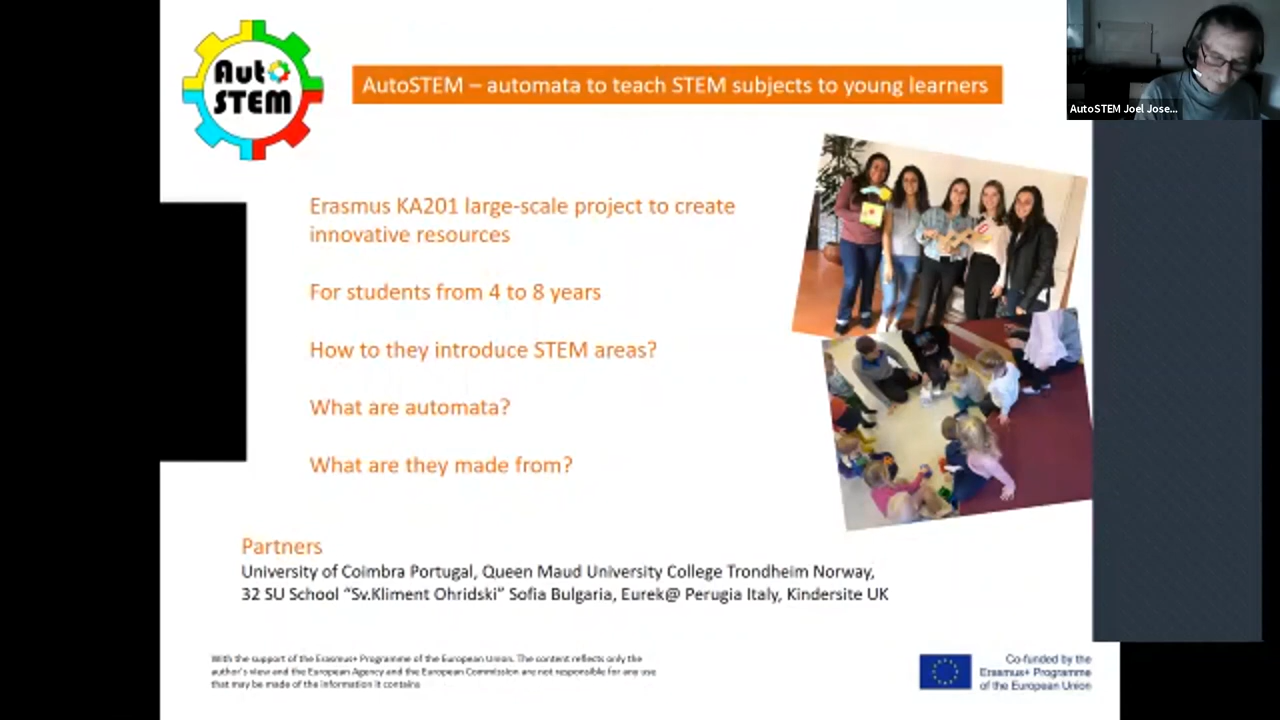 Auto
STEM
AutoSTEM – automata to teach STEM subjects to young learners
AutoSTEM Joel Jose...
Erasmus KA201 large-scale project to create
innovative resources
For students from 4 to 8 years
How to they introduce STEM areas?
What are automata?
What are they made from?
Partners
University of Coimbra Portugal, Queen Maud University College Trondheim Norway,
32 SU School “Sv.Kliment Ohridski” Sofia Bulgaria, Eurek@ Perugia Italy, Kindersite UK
With the support of the Erasmus+ Programme of the European Union. The content reflects only the
author's view and the European Agency and the European Commission are not responsible for any use
that may be made of the information it contains
Co-funded by the
Erasmus+ Programme
of the European Union